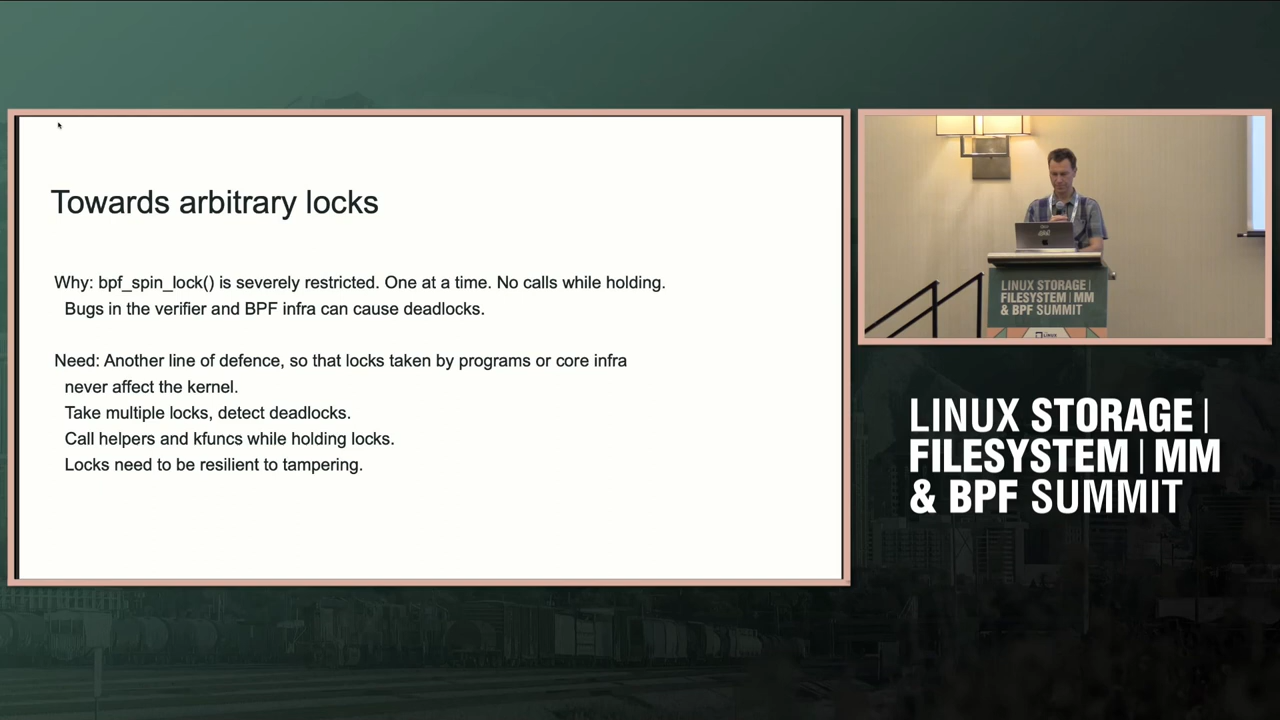 Towards arbitrary locks
Why: bpf_spin_lock() is severely restricted. One at a time. No calls while holding.
Bugs in the verifier and BPF infra can cause deadlocks.
Need: Another line of defence, so that locks taken by programs or core infra
never affect the kernel.
Take multiple locks, detect deadlocks.
Call helpers and kfuncs while holding locks.
Locks need to be resilient to tampering.
LINUX STORAGE |
FILESYSTEM | MM
& BPF SUMMIT
LINUX STORAGE |
FILESYSTEM | MM
& BPF SUMMIT